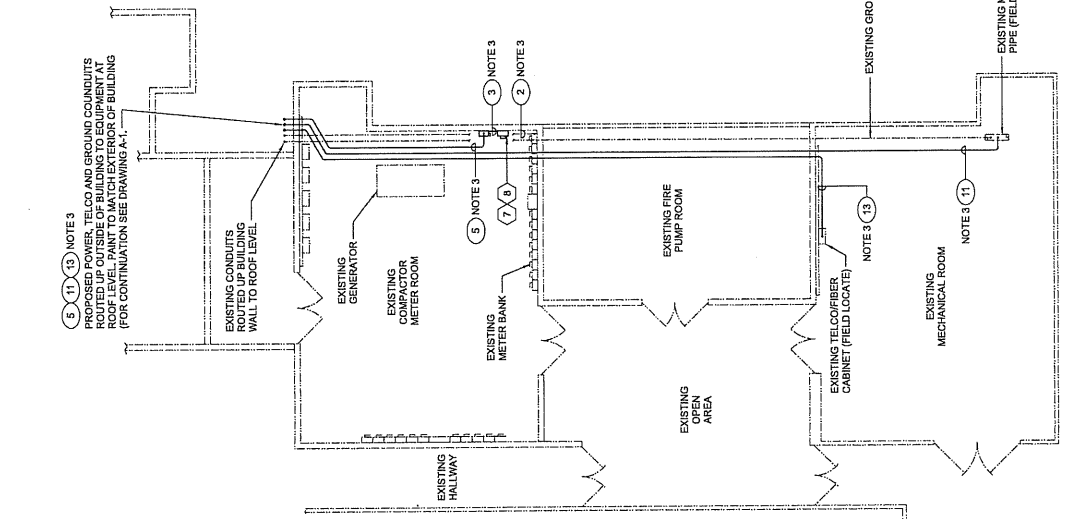 5 11 13 NOTE 3
PROPOSED POWER, TELCO AND GROUND COUNDUITS
ROUTED UP OUTSIDE OF BUILDING TO EQUIPMENT AT
ROOF LEVEL. PAINT TO MATCH EXTERIOR OF BUILDING
(FOR CONTINUATION SEE DRAWING A-1.
EXISTING CONDUITS
ROUTED UP BUILDING
WALL TO ROOF LEVEL
EXISTING
GENERATOR
EXISTING
COMPACTOR
METER ROOM
EXISTING
HALLWAY
EXISTING
METER BANK
5 NOTE 3
7 8
3 NOTE 3
2 NOTE 3
EXISTING FIRE
PUMP ROOM
EXISTING
OPEN
AREA
EXISTING TELCO/FIBER
CABINET (FIELD LOCATE)
NOTE 3 13
EXISTING GRO
EXISTING
MECHANICAL ROOM
NOTE 3 11
EXISTING M
PIPE (FIELD